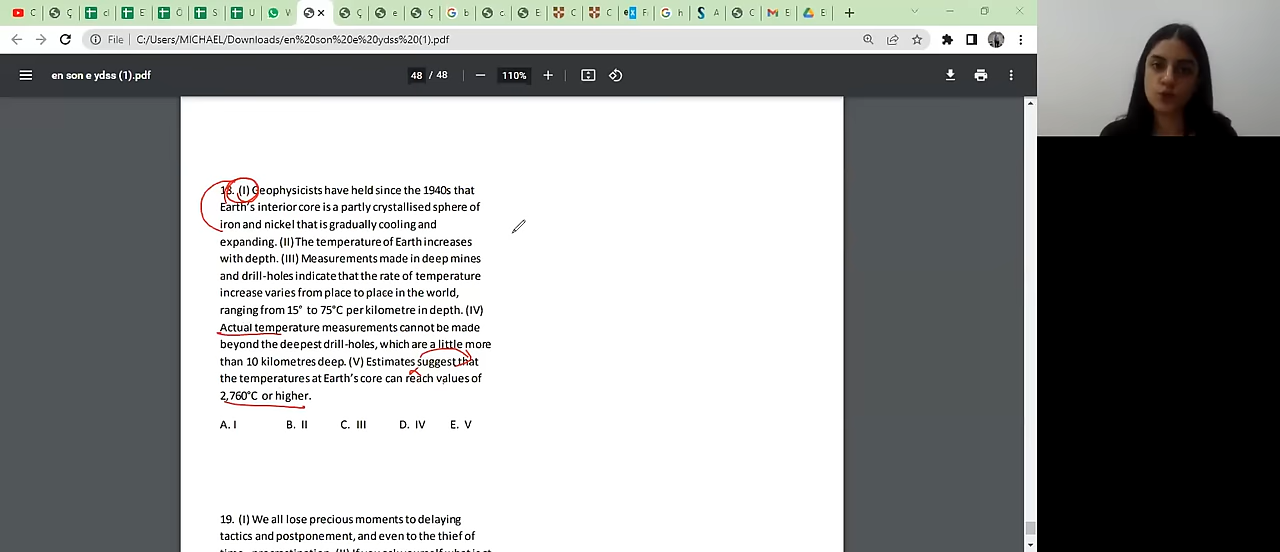 File
C:/Users/MICHAEL/Downloads/en%20son%20e%20ydss%20(1).pdf
en son e ydss (1).pdf
48 / 48
110%
18. (I) Geophysicists have held since the 1940s that
Earth's interior core is a partly crystallised sphere of
iron and nickel that is gradually cooling and
expanding. (II) The temperature of Earth increases
with depth. (III) Measurements made in deep mines
and drill-holes indicate that the rate of temperature
increase varies from place to place in the world,
ranging from 15° to 75°C per kilometre in depth. (IV)
Actual temperature measurements cannot be made
beyond the deepest drill-holes, which are a little more
than 10 kilometres deep. (V) Estimates suggest that
the temperatures at Earth's core can reach values of
2,760°C or higher.
A. I B. II C. III D. IV E. V
19. (I) We all lose precious moments to delaying
tactics and postponement, and even to the thief of